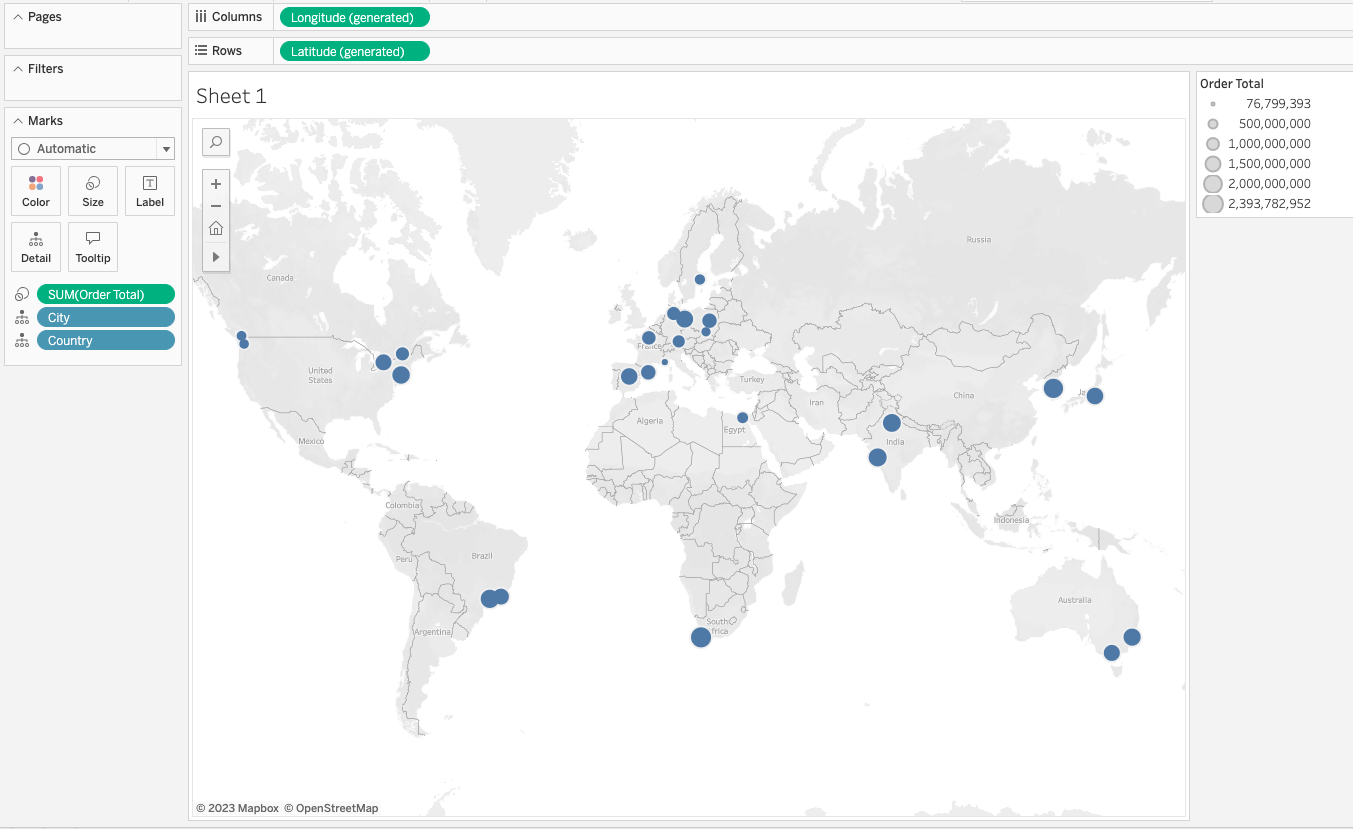 Pages
Filters
Marks
Automatic
Color
Size
Label
Detail
Tooltip
SUM(Order Total)
City
Country
Columns
Longitude (generated)
Rows
Latitude (generated)
Sheet 1
Russia
Canada
France
United
States
Turkey
Iran
China
Ja
Algeria
Egypt
India
Mexico
Colombia
Indonesia
Peru
Brazil
Australia
South
frica
Argentina
© 2023 Mapbox © OpenStreetMap
Order Total
76,799,393
500,000,000
1,000,000,000
1,500,000,000
2,000,000,000
2,393,782,952